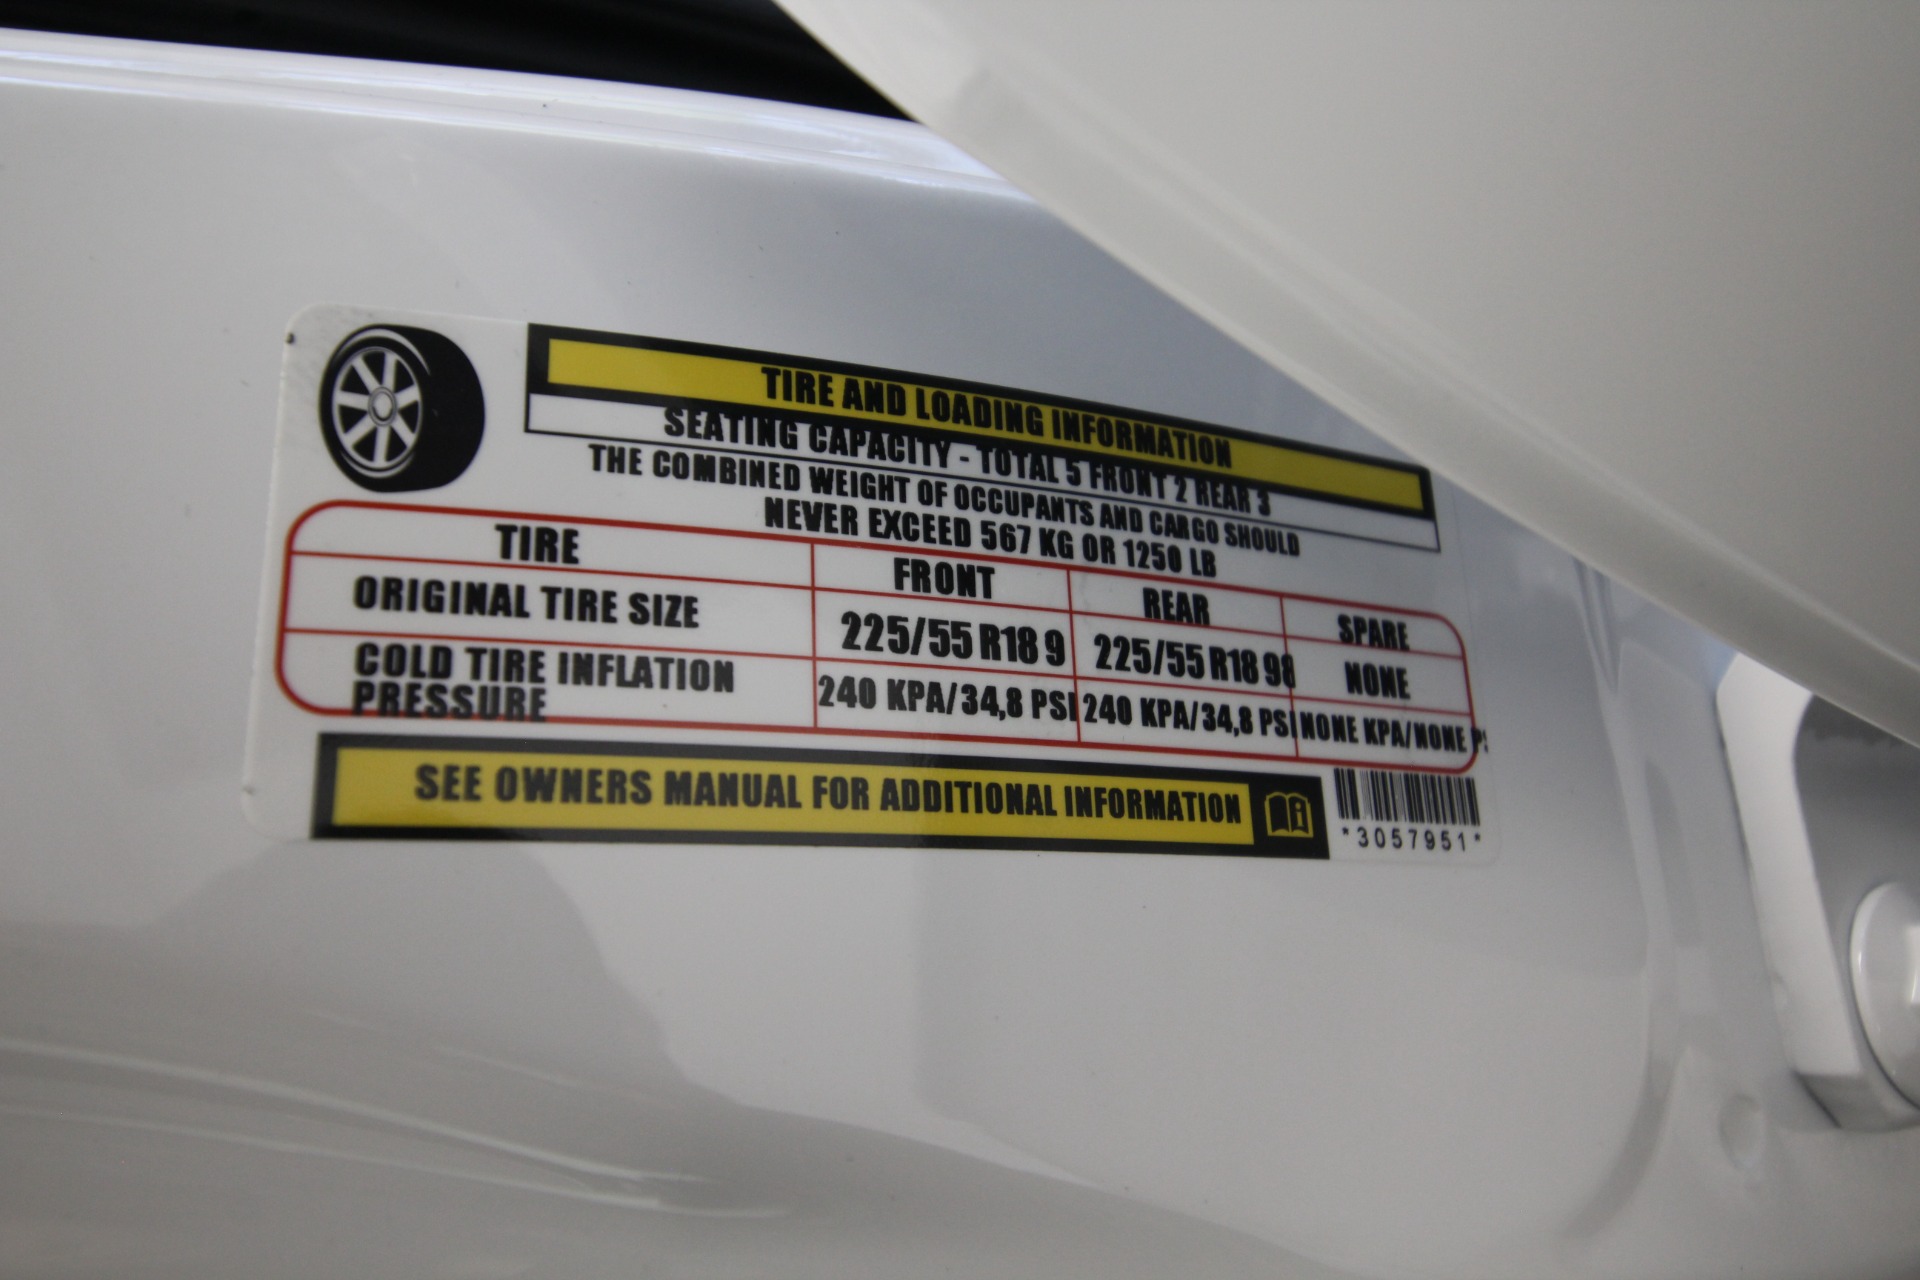 TIRE AND LOADING INFORMATION
SEATING CAPACITY - TOTAL 5 FRONT 2 REAR 3
THE COMBINED WEIGHT OF OCCUPANTS AND CARGO SHOULD
NEVER EXCEED 567 KG OR 1250 LB
TIRE FRONT REAR SPARE
ORIGINAL TIRE SIZE 225/55 R18 9 225/55 R18 98 NONE
COLD TIRE INFLATION
PRESSURE 240 KPA/34,8 PSI 240 KPA/34,8 PSI NONE KPA/NONE
SEE OWNERS MANUAL FOR ADDITIONAL INFORMATION
*3057951*